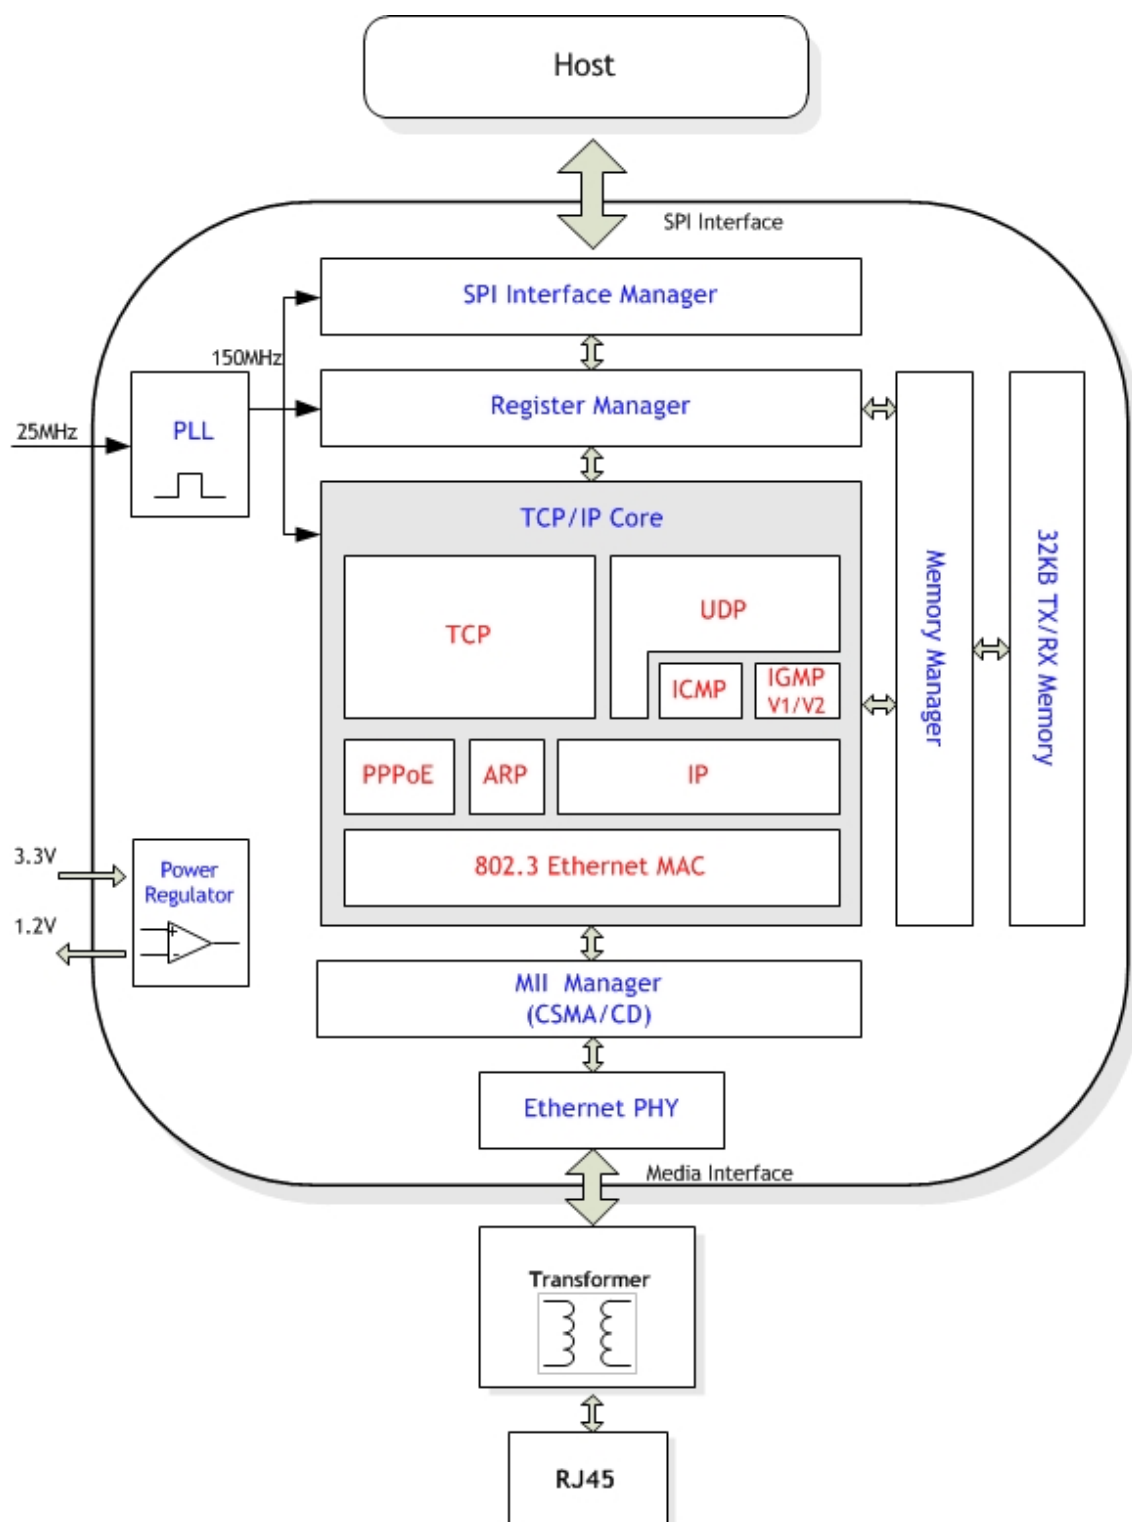 Host
SPI Interface
SPI Interface Manager
150MHz
Register Manager
25MHz
PLL
TCP/IP Core
TCP
UDP
ICMP
IGMP
V1/V2
PPPoE
ARP
IP
802.3 Ethernet MAC
Memory Manager
32KB TX/RX Memory
3.3V
1.2V
Power
Regulator
+
-
MII Manager
(CSMA/CD)
Ethernet PHY
Media Interface
Transformer
RJ45